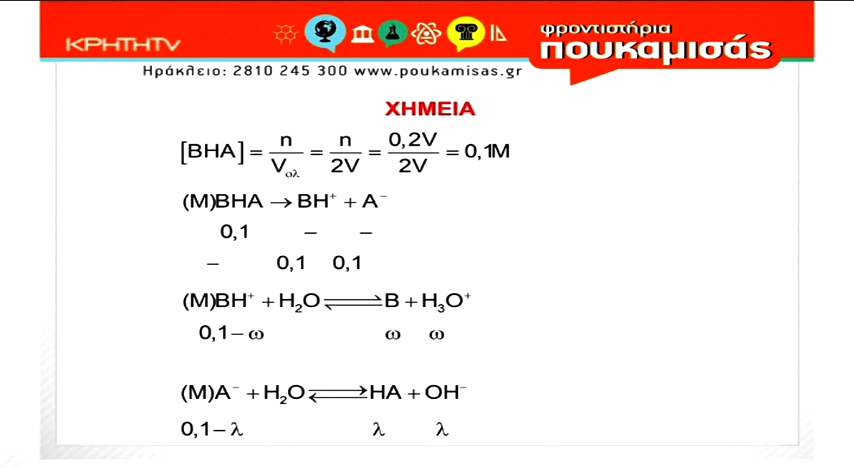 ΚΡΗΤΗTV
φροντιστήρια
πουκαμισάς
Ηράκλειο: 2810 245 300 www.poukamisas.gr
ΧΗΜΕΙΑ
[BHA] = n/Vολ = n/2V = 0,2V/2V = 0,1M
(M)BHA → BH⁺ + A⁻
0,1 – –
– 0,1 0,1
(M)BH⁺ + H₂O ⇌ B + H₃O⁺
0,1 – ω ω ω
(M)A⁻ + H₂O ⇌ HA + OH⁻
0,1 – λ λ λ